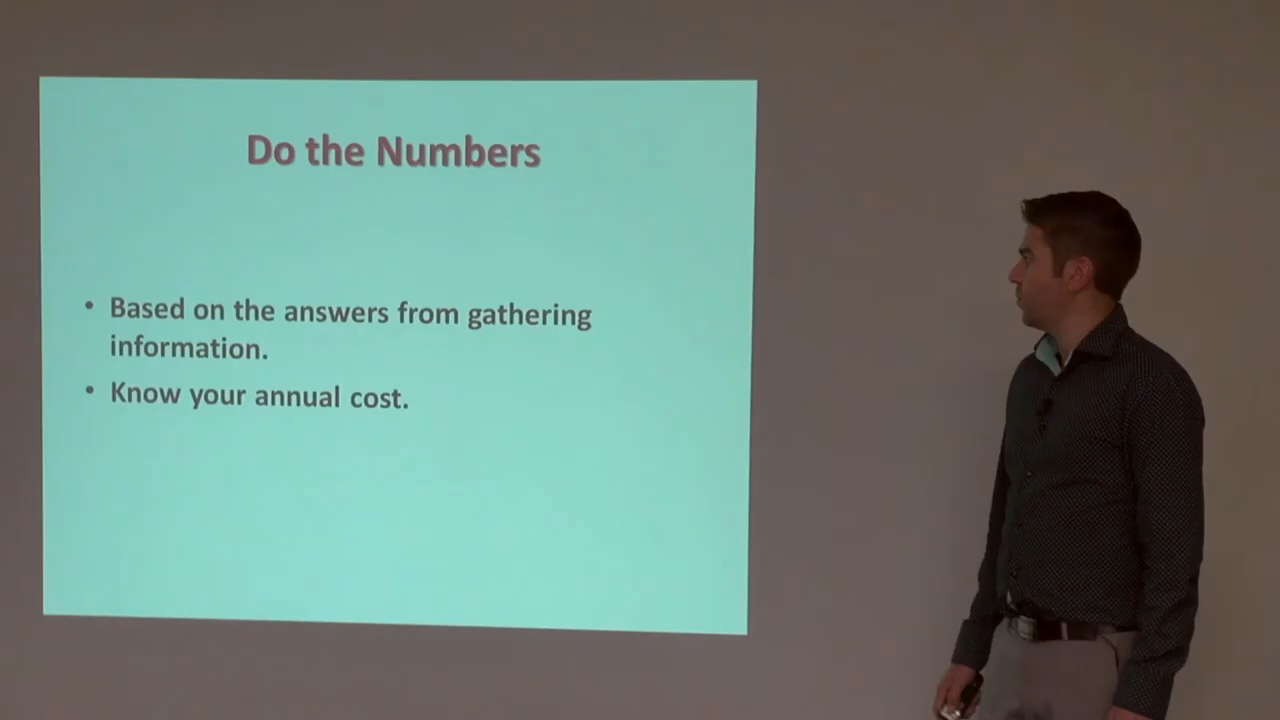 Do the Numbers
• Based on the answers from gathering
information.
• Know your annual cost.